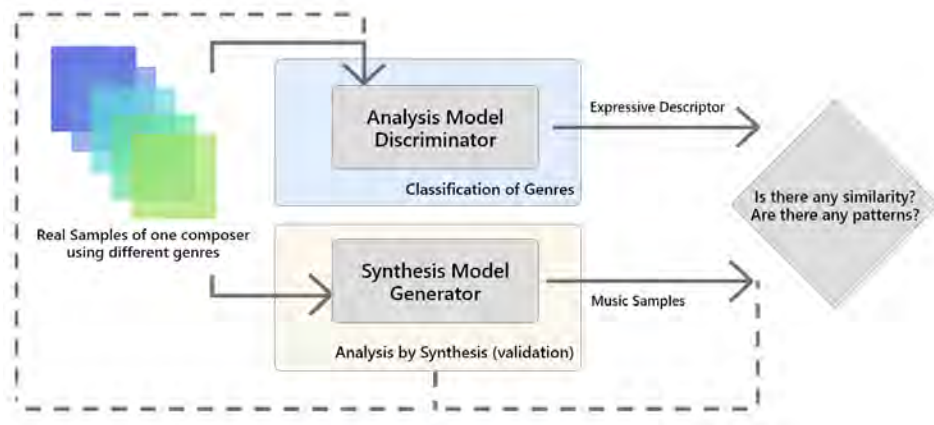 Analysis Model
Discriminator
Classification of Genres
Expressive Descriptor
Is there any similarity?
Are there any patterns?
Real Samples of one composer
using different genres
Synthesis Model
Generator
Music Samples
Analysis by Synthesis (validation)